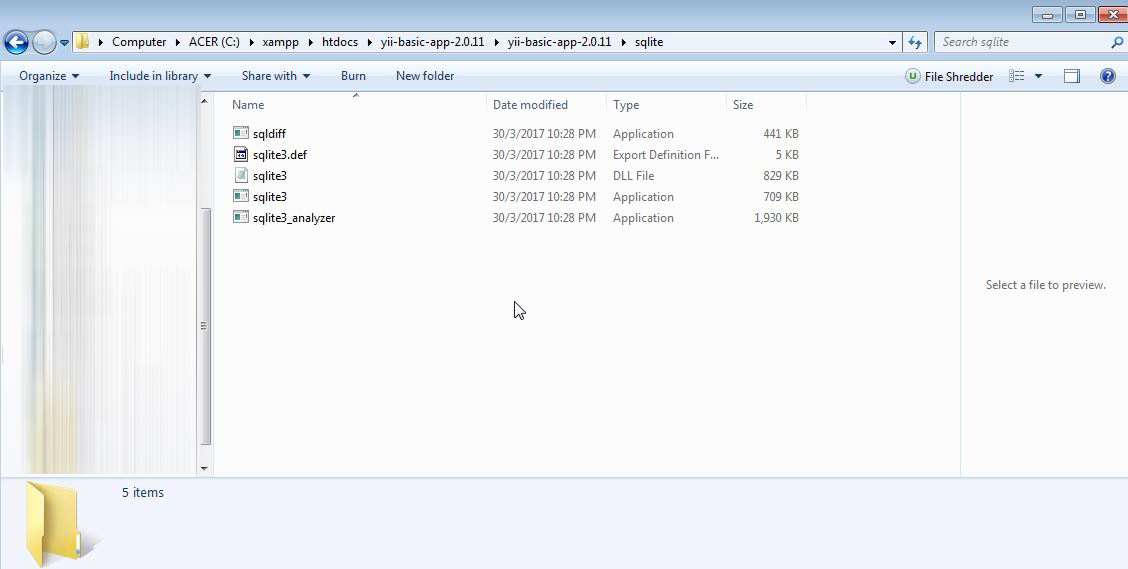 Computer ACER (C:) xampp htdocs yii-basic-app-2.0.11 yii-basic-app-2.0.11 sqlite Search sqlite
Organize Include in library Share with Burn New folder File Shredder
Name Date modified Type Size
sqldiff 30/3/2017 10:28 PM Application 441 KB
sqlite3.def 30/3/2017 10:28 PM Export Definition F... 5 KB
sqlite3 30/3/2017 10:28 PM DLL File 829 KB
sqlite3 30/3/2017 10:28 PM Application 709 KB
sqlite3_analyzer 30/3/2017 10:28 PM Application 1,930 KB
Select a file to preview.
5 items